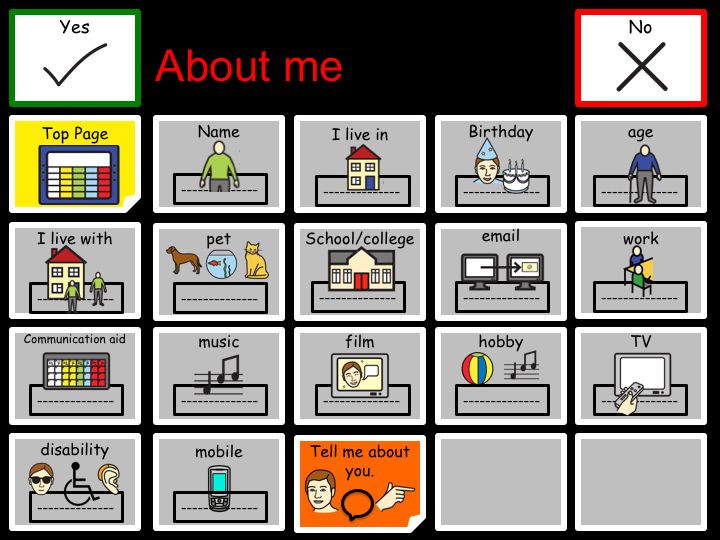 Yes
About me
No
Top Page
Name
I live in
Birthday
age
I live with
pet
School/college
email
work
Communication aid
music
film
hobby
TV
disability
mobile
Tell me about
you.